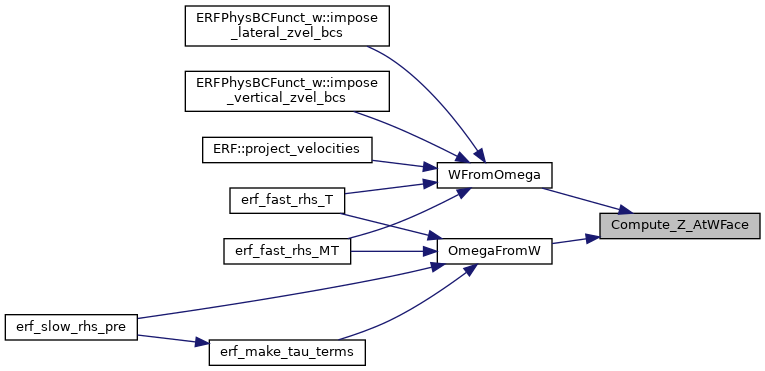 ERFPhysBCFunct_w::impose
_lateral_zvel_bcs
ERFPhysBCFunct_w::impose
_vertical_zvel_bcs
ERF::project_velocities
WFromOmega
erf_fast_rhs_T
Compute_Z_AtWFace
erf_fast_rhs_MT
OmegaFromW
erf_slow_rhs_pre
erf_make_tau_terms